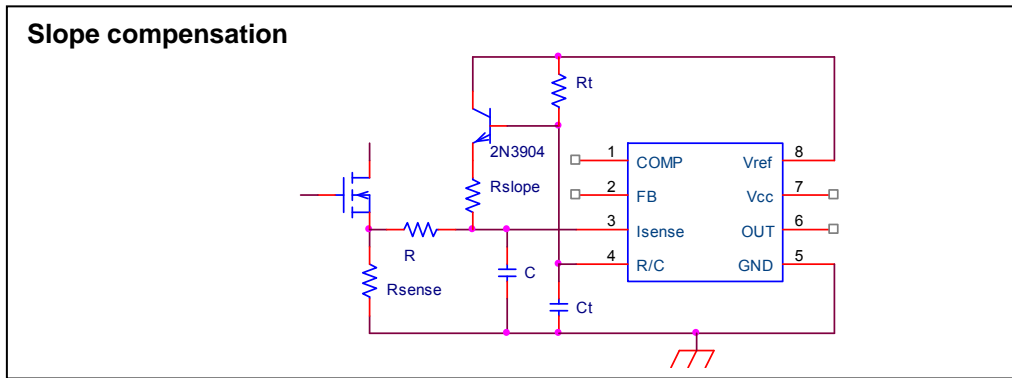 Slope compensation
Rt
2N3904
Rslope
R
Rsense
C
Ct
1 COMP Vref 8
2 FB Vcc 7
3 Isense OUT 6
4 R/C GND 5